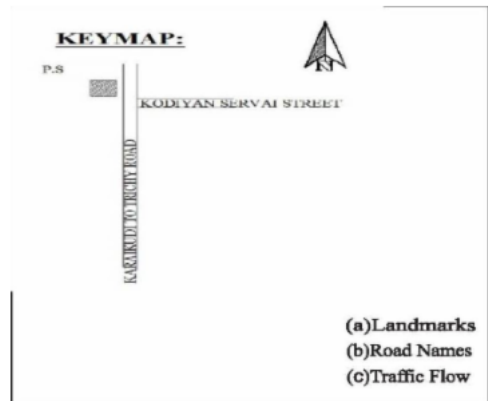 KEYMAP:
N
P.S
KODIYAN SERVAI STREET
KARAIKUDI TO TRICHY ROAD
(a)Landmarks
(b)Road Names
(c)Traffic Flow